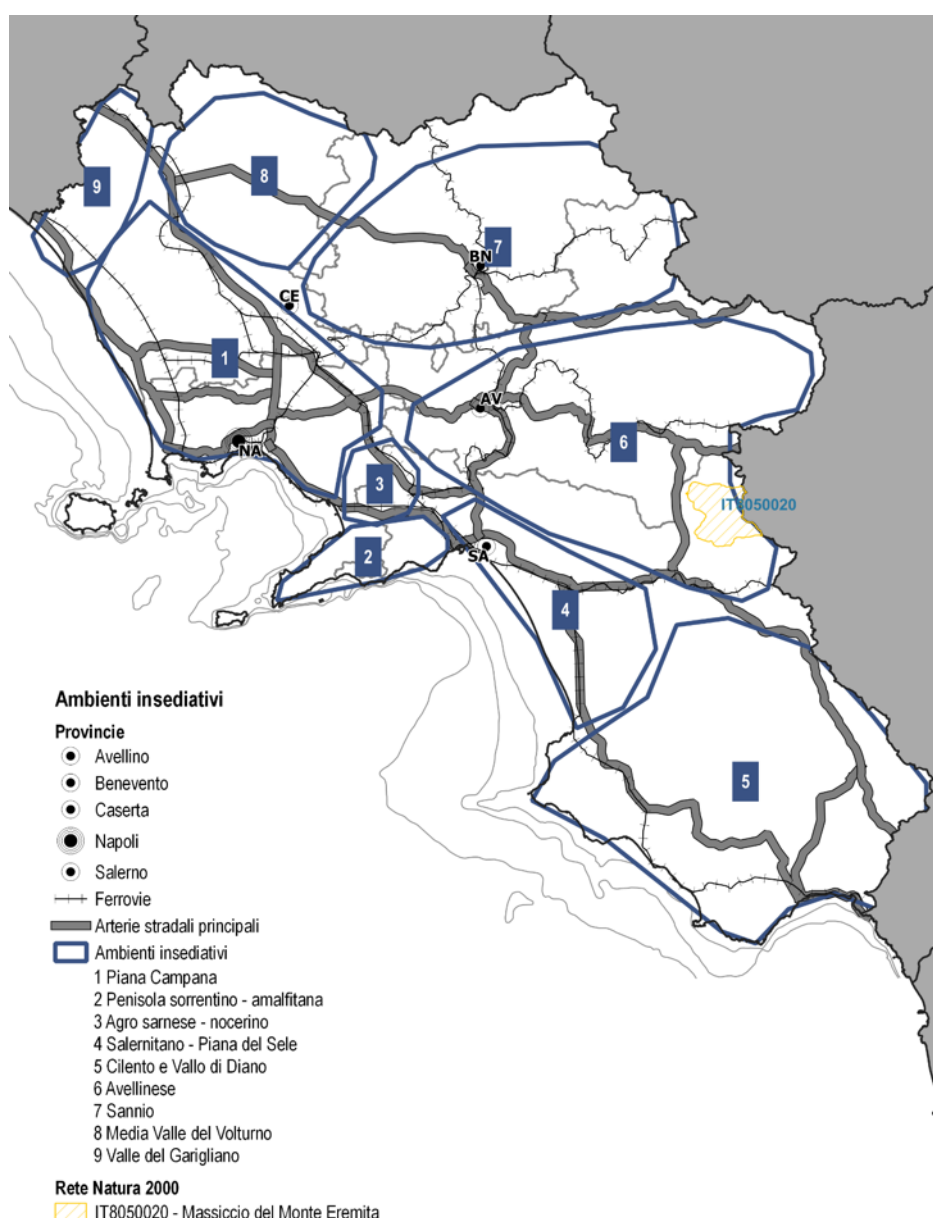 9
8
7
BN
CE
1
AV
NA
6
3
IT8050020
2
SA
4
5
Ambienti insediativi
Provincie
Avellino
Benevento
Caserta
Napoli
Salerno
Ferrovie
Arterie stradali principali
Ambienti insediativi
1 Piana Campana
2 Penisola sorrentino - amalfitana
3 Agro sarnese - nocerino
4 Salernitano - Piana del Sele
5 Cilento e Vallo di Diano
6 Avellinese
7 Sannio
8 Media Valle del Volturno
9 Valle del Garigliano
Rete Natura 2000
IT8050020 - Massiccio del Monte Eremita